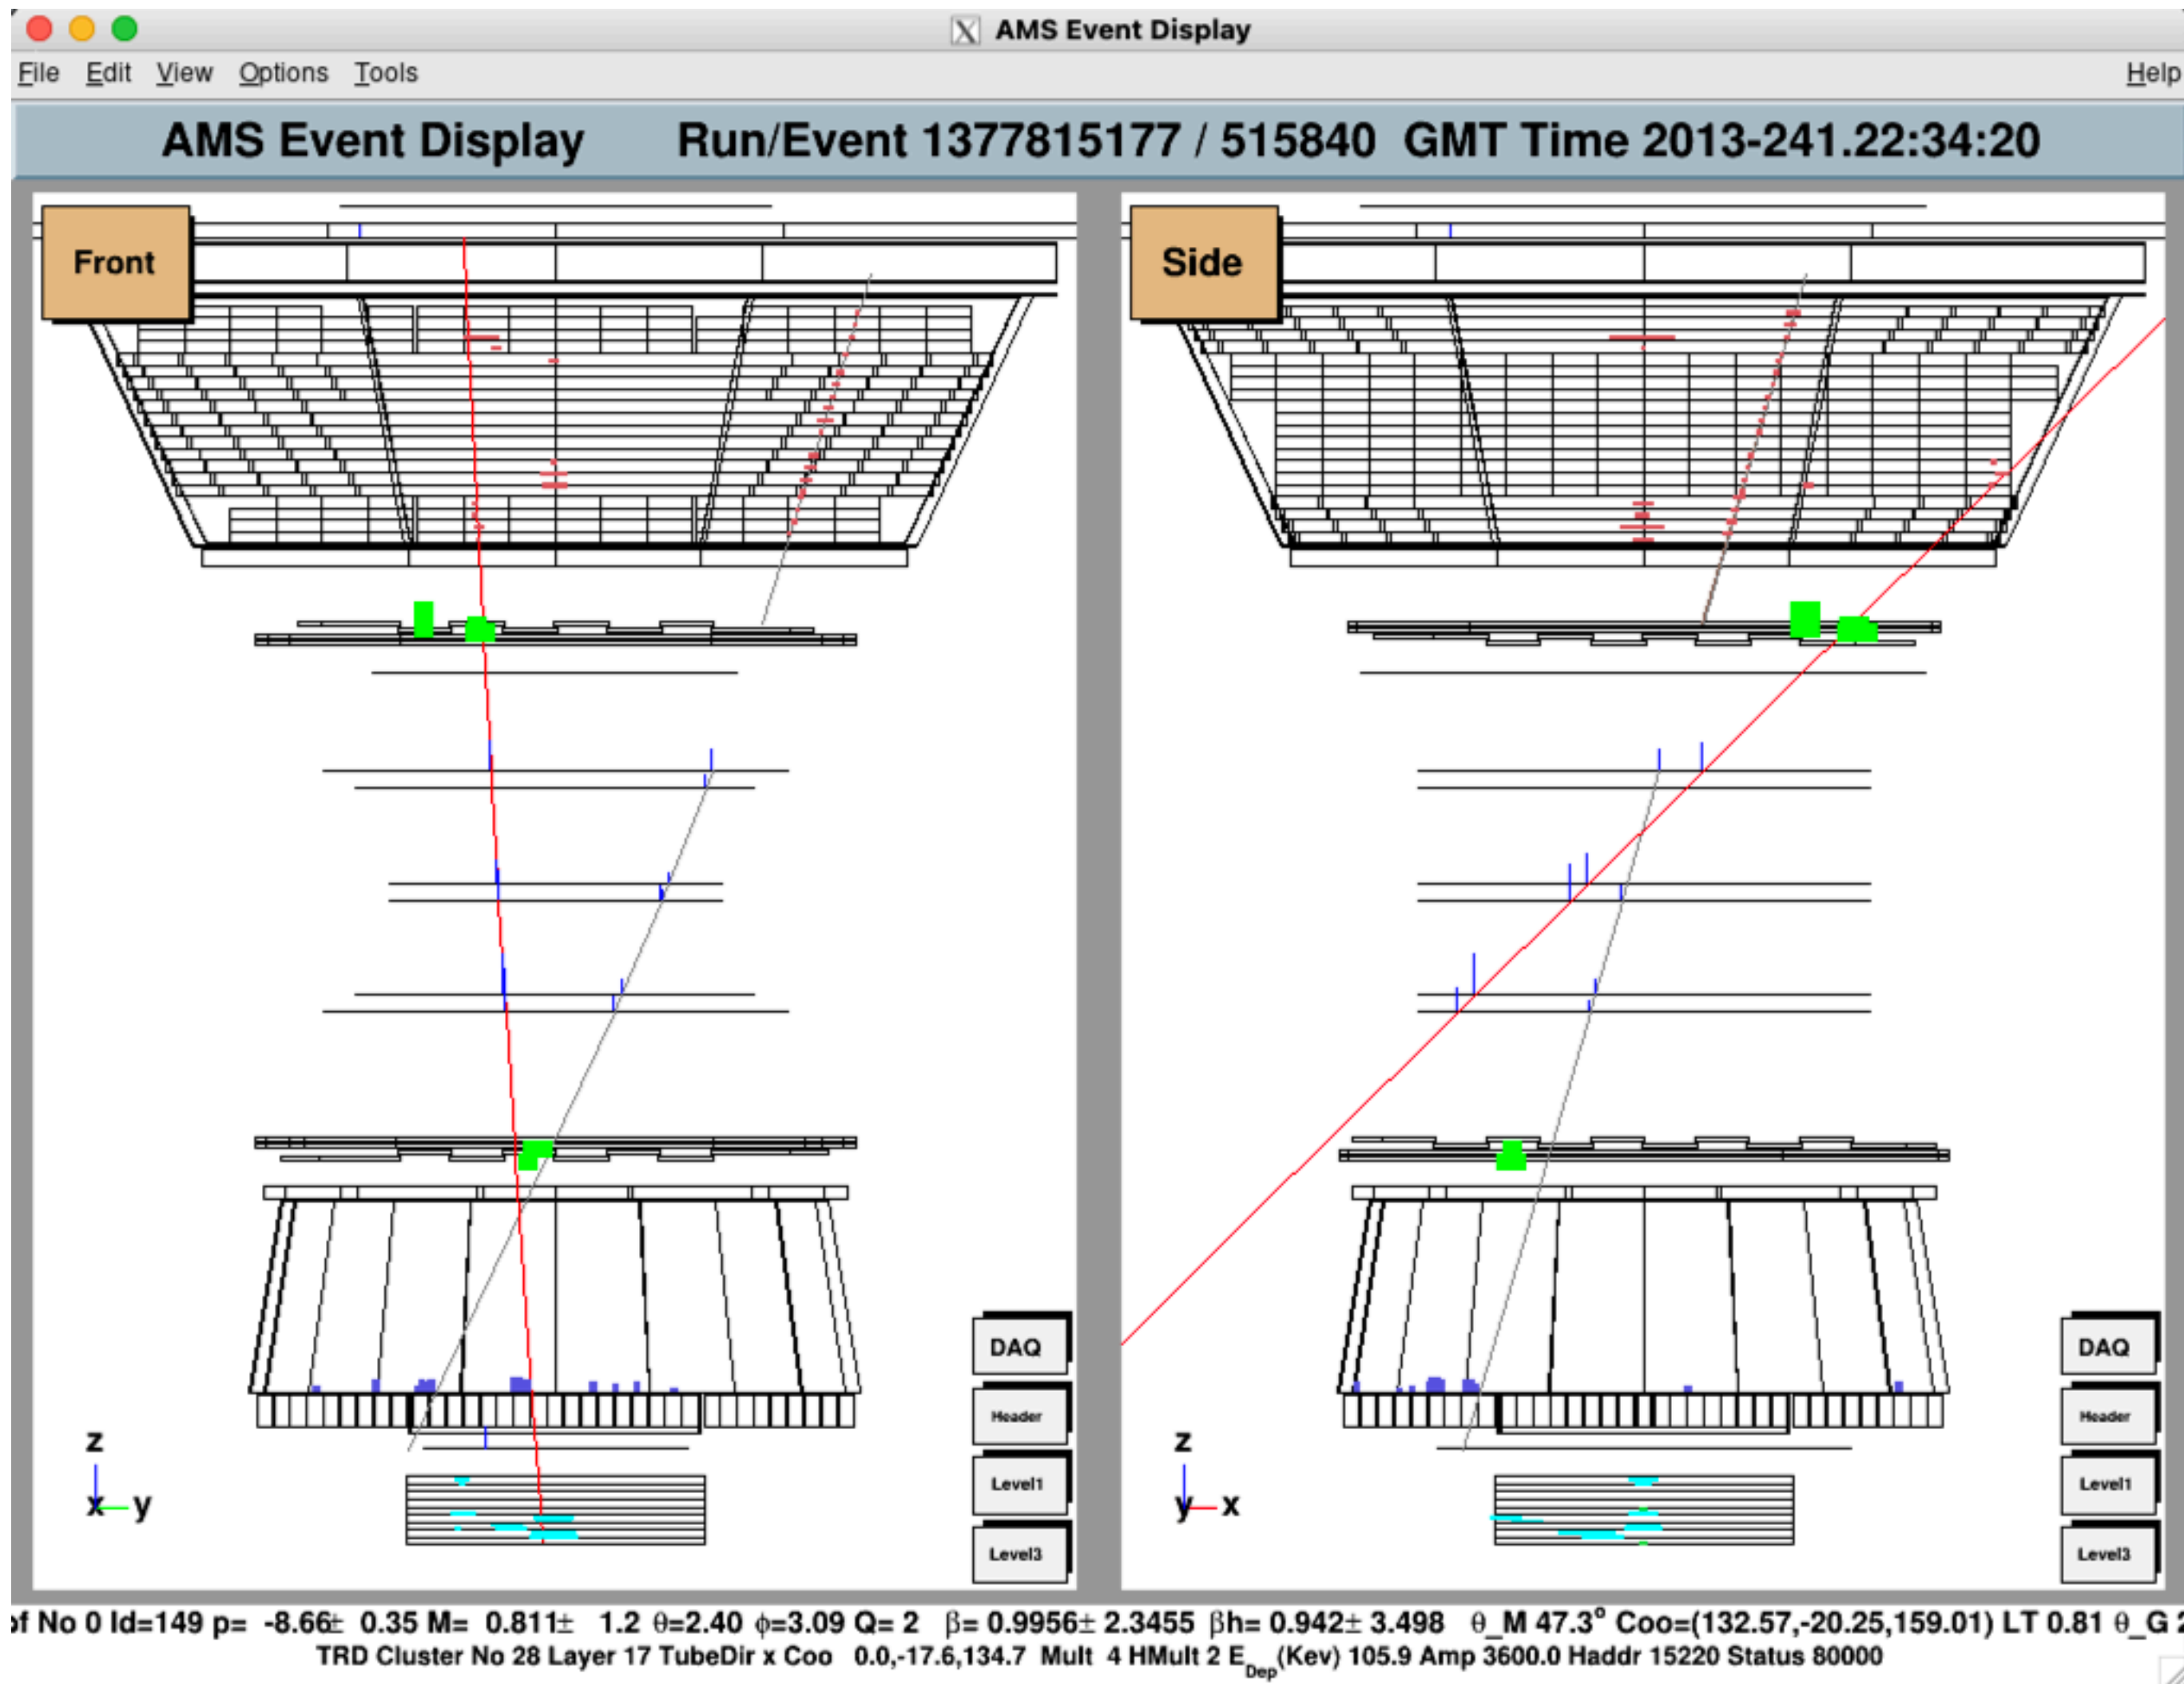 AMS Event Display
File Edit View Options Tools Help
AMS Event Display Run/Event 1377815177 / 515840 GMT Time 2013-241.22:34:20
Front
Side
DAQ
Header
Level1
Level3
z
x y
DAQ
Header
Level1
Level3
z
y x
of No 0 Id=149 p= -8.66± 0.35 M= 0.811± 1.2 θ=2.40 ϕ=3.09 Q= 2 β= 0.9956± 2.3455 βh= 0.942± 3.498 θ_M 47.3° Coo=(132.57,-20.25,159.01) LT 0.81 θ_G 2
TRD Cluster No 28 Layer 17 TubeDir x Coo 0.0,-17.6,134.7 Mult 4 HMult 2 E_Dep(Kev) 105.9 Amp 3600.0 Haddr 15220 Status 80000